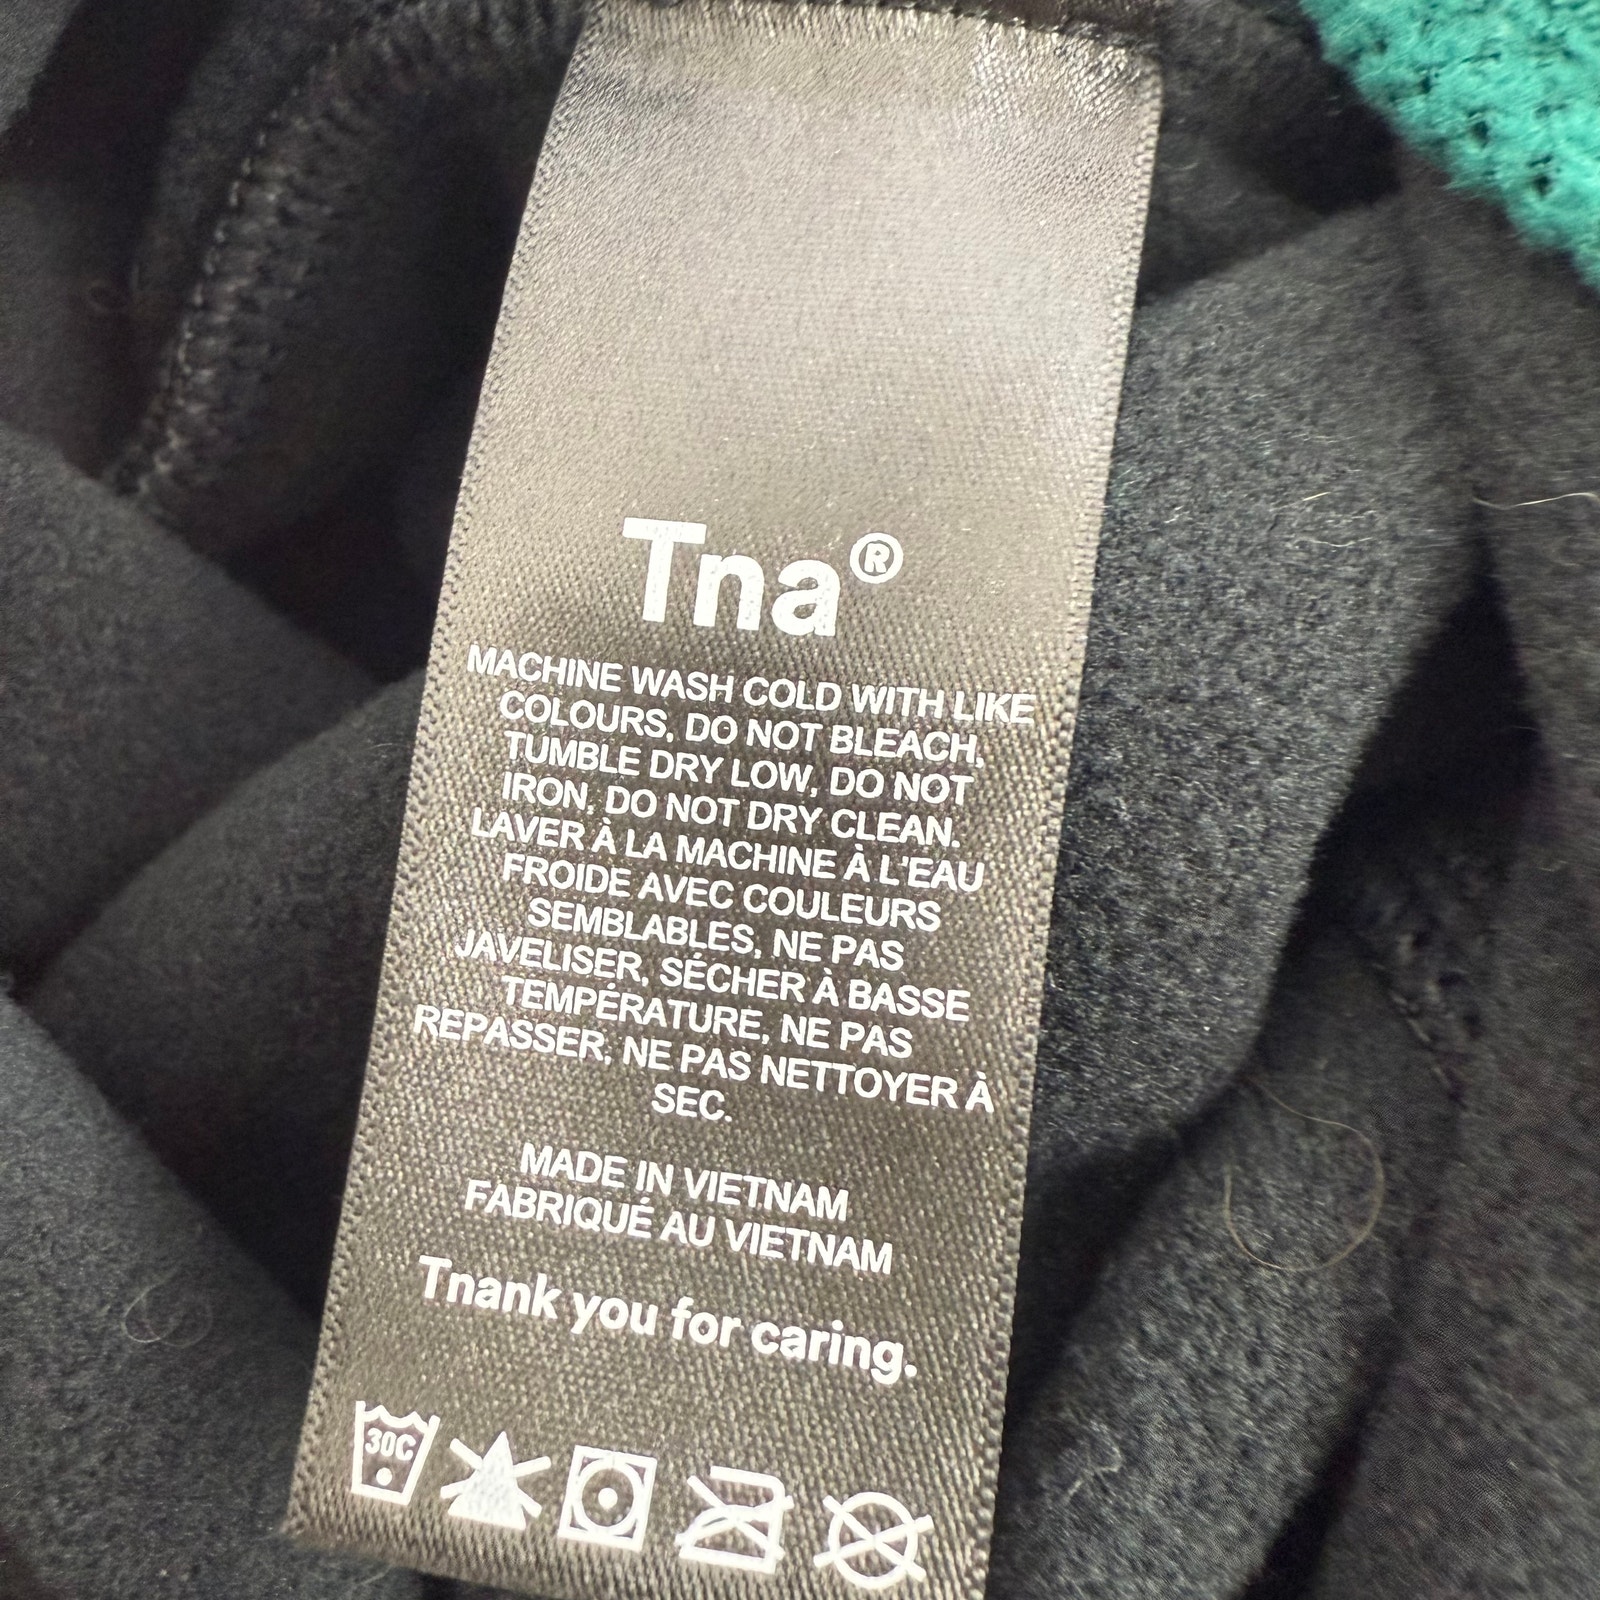 Tna®
MACHINE WASH COLD WITH LIKE
COLOURS, DO NOT BLEACH,
TUMBLE DRY LOW, DO NOT
IRON, DO NOT DRY CLEAN.
LAVER À LA MACHINE À L'EAU
FROIDE AVEC COULEURS
SEMBLABLES, NE PAS
JAVELISER, SÉCHER À BASSE
TEMPÉRATURE, NE PAS
REPASSER, NE PAS NETTOYER À
SEC.
MADE IN VIETNAM
FABRIQUÉ AU VIETNAM
Tnank you for caring.
30C